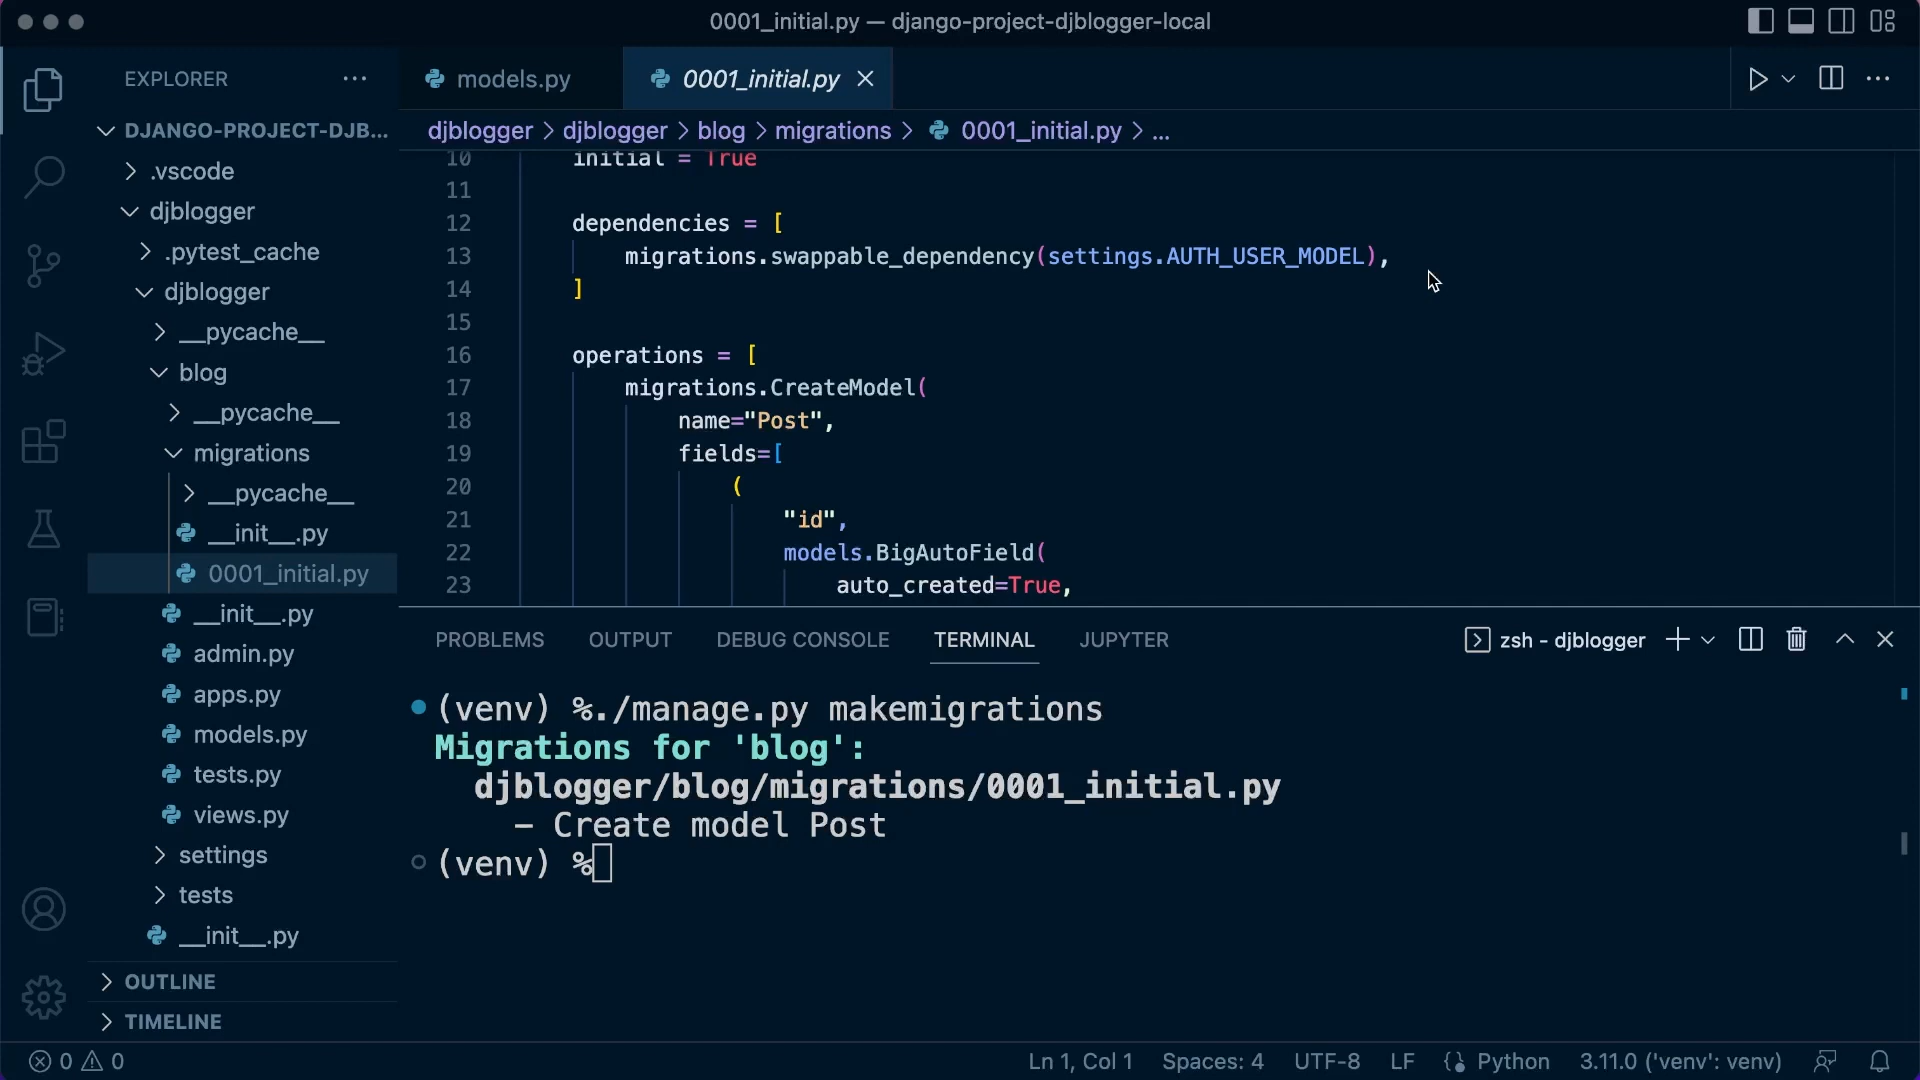 0001_initial.py — django-project-djblogger-local
EXPLORER
DJANGO-PROJECT-DJB...
.vscode
djblogger
.pytest_cache
djblogger
__pycache__
blog
__pycache__
migrations
__pycache__
__init__.py
0001_initial.py
__init__.py
admin.py
apps.py
models.py
tests.py
views.py
settings
tests
__init__.py
OUTLINE
TIMELINE
models.py
0001_initial.py
djblogger > djblogger > blog > migrations > 0001_initial.py > ...
10 initial = True
11
12 dependencies = [
13 migrations.swappable_dependency(settings.AUTH_USER_MODEL),
14 ]
15
16 operations = [
17 migrations.CreateModel(
18 name="Post",
19 fields=[
20 (
21 "id",
22 models.BigAutoField(
23 auto_created=True,
PROBLEMS OUTPUT DEBUG CONSOLE TERMINAL JUPYTER
zsh - djblogger
(venv) %./manage.py makemigrations
Migrations for 'blog':
djblogger/blog/migrations/0001_initial.py
- Create model Post
(venv) %
0 0
Ln 1, Col 1 Spaces: 4 UTF-8 LF Python 3.11.0 ('venv': venv)